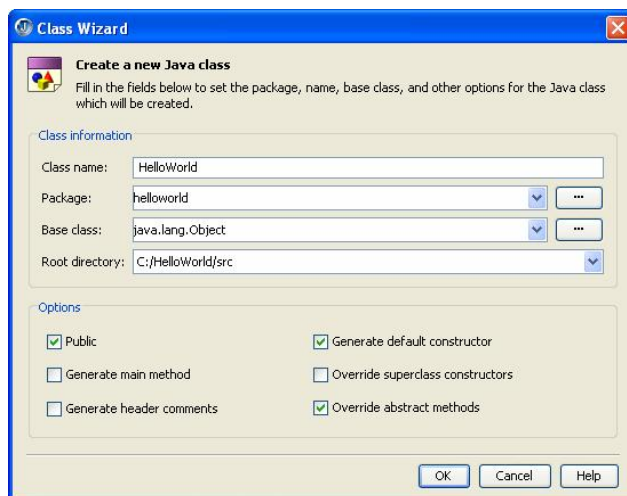 Class Wizard
Create a new Java class
Fill in the fields below to set the package, name, base class, and other options for the Java class
which will be created.
Class information
Class name: HelloWorld
Package: helloworld ...
Base class: java.lang.Object ...
Root directory: C:/HelloWorld/src
Options
Public Generate default constructor
Generate main method Override superclass constructors
Generate header comments Override abstract methods
OK Cancel Help